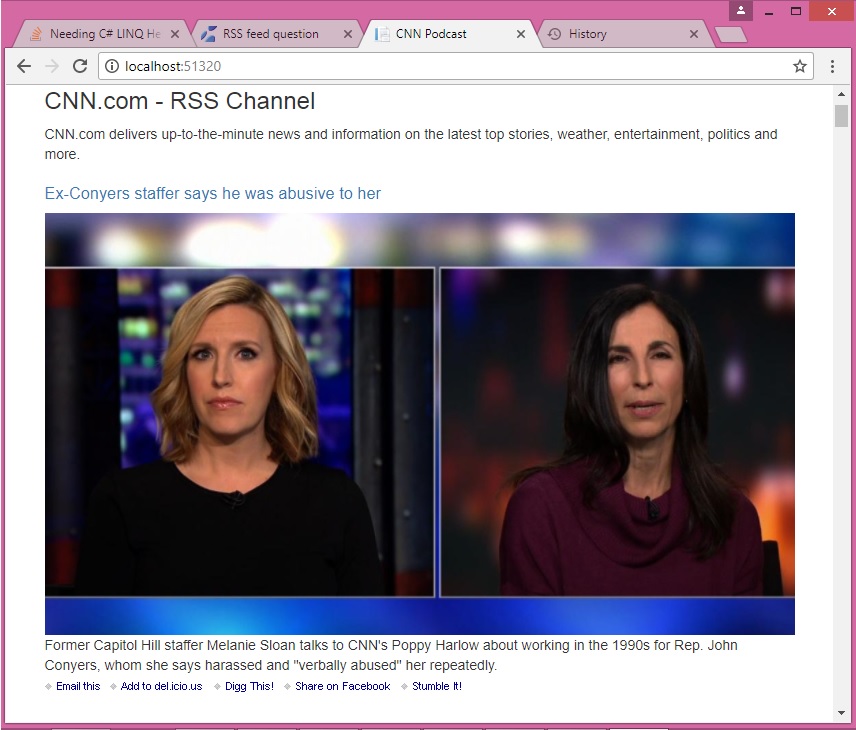 Needing C# LINQ He
RSS feed question
CNN Podcast
History
localhost:51320
CNN.com - RSS Channel
CNN.com delivers up-to-the-minute news and information on the latest top stories, weather, entertainment, politics and
more.
Ex-Conyers staffer says he was abusive to her
Former Capitol Hill staffer Melanie Sloan talks to CNN's Poppy Harlow about working in the 1990s for Rep. John
Conyers, whom she says harassed and "verbally abused" her repeatedly.
Email this Add to del.icio.us Digg This! Share on Facebook Stumble It!